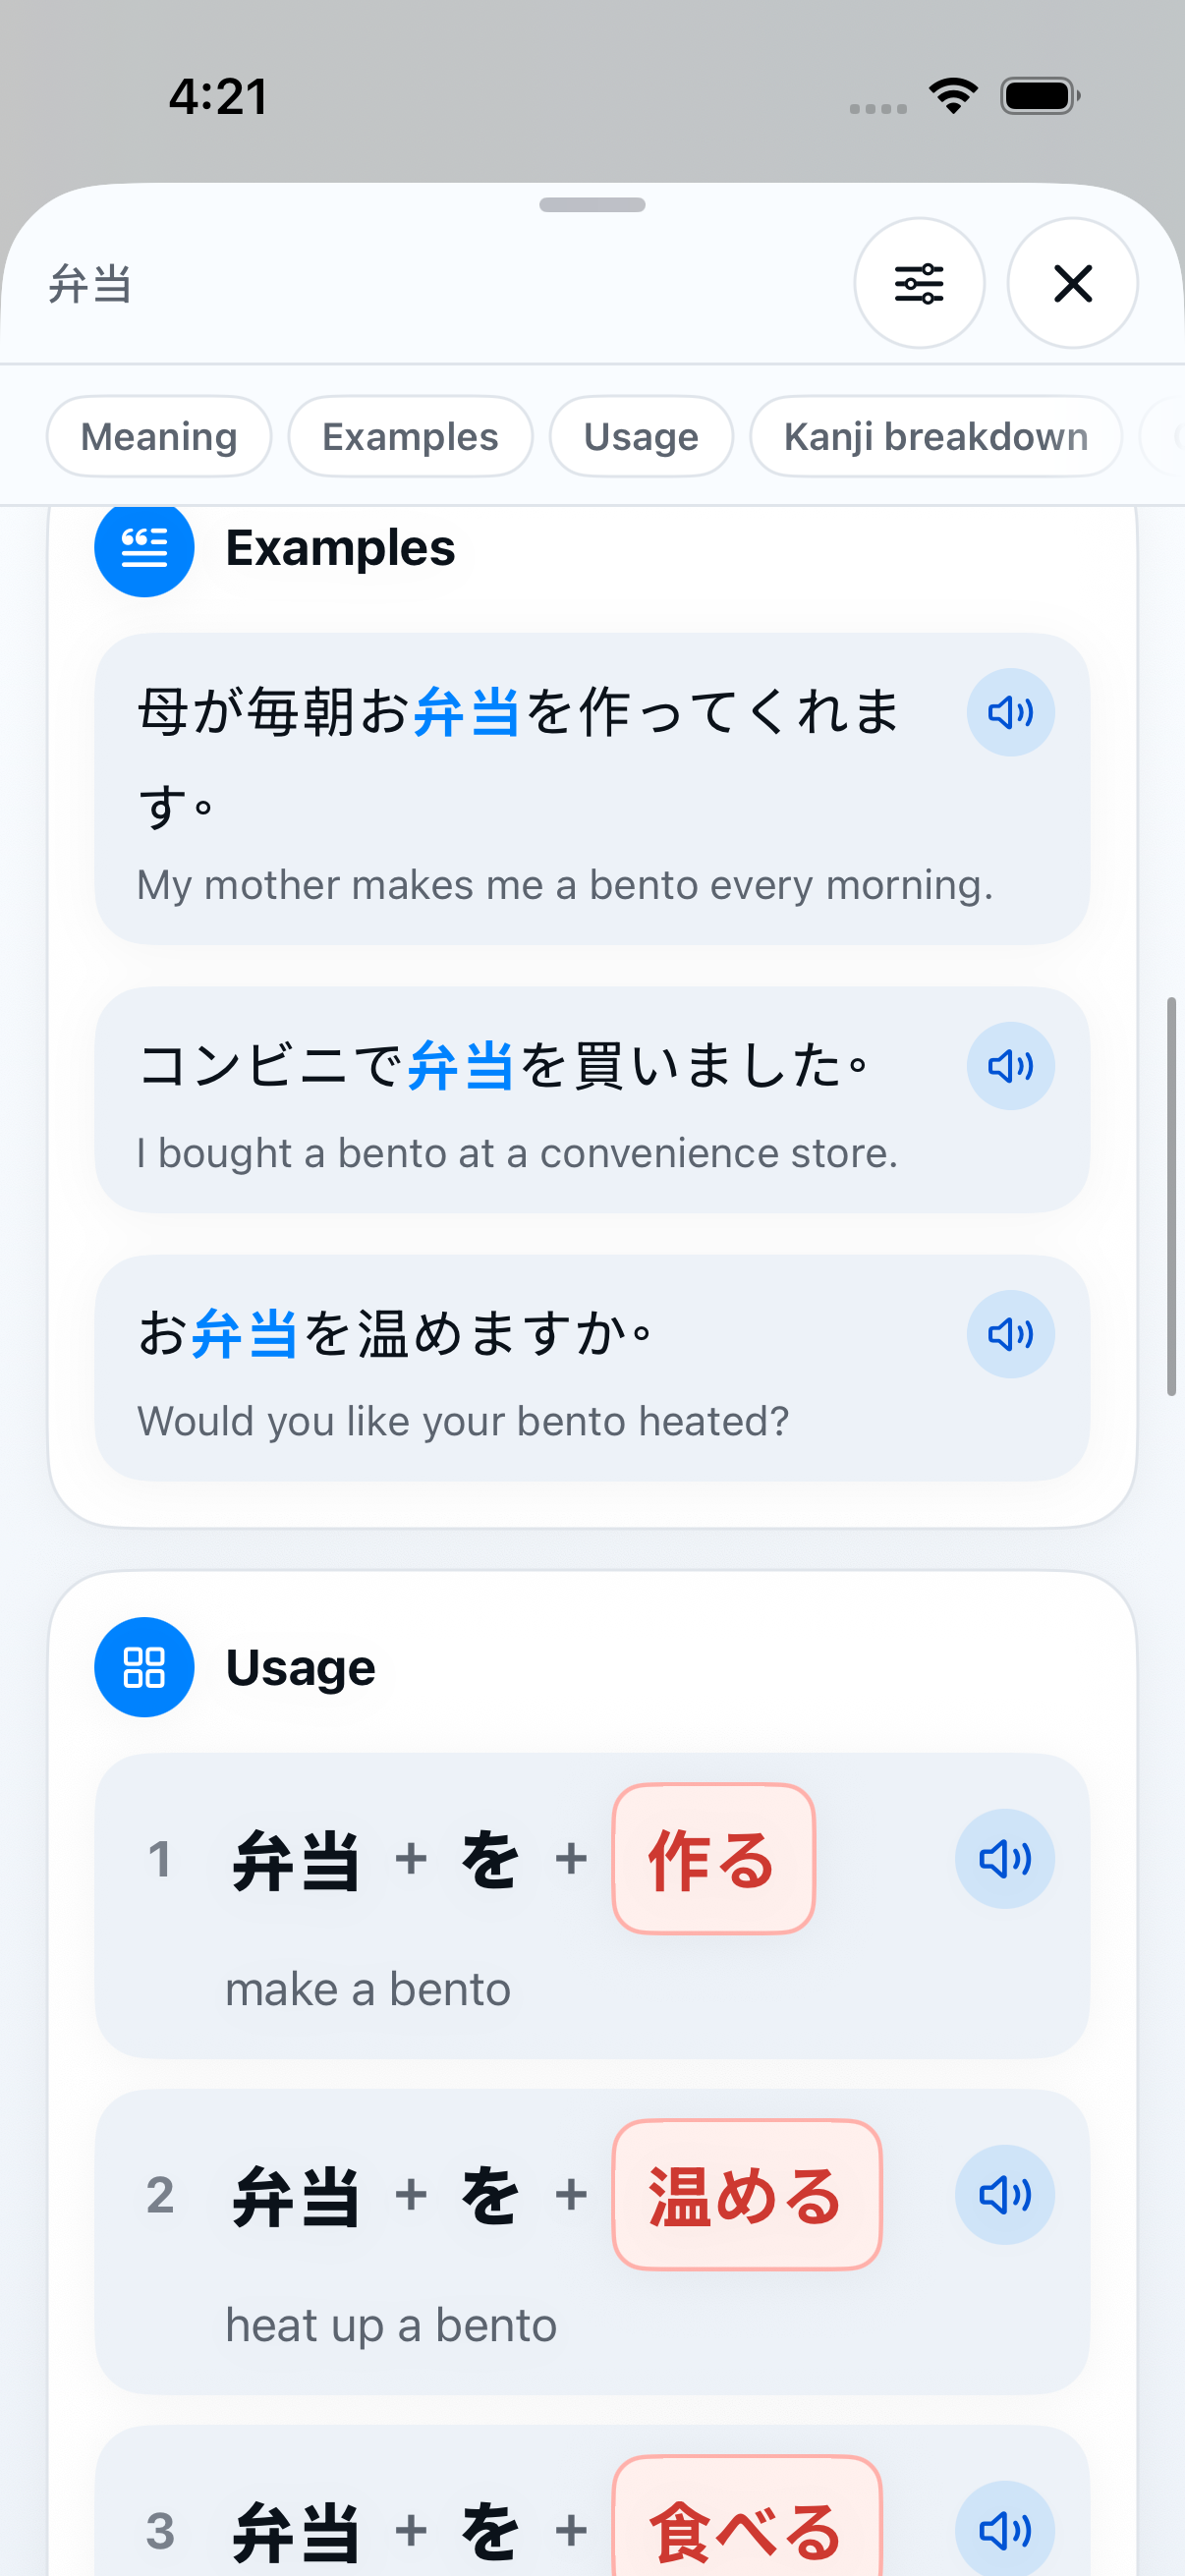 4:21
弁当
Meaning
Examples
Usage
Kanji breakdown
Examples
母が毎朝お弁当を作ってくれま
す。
My mother makes me a bento every morning.
コンビニで弁当を買いました。
I bought a bento at a convenience store.
お弁当を温めますか。
Would you like your bento heated?
Usage
1 弁当 + を + 作る
make a bento
2 弁当 + を + 温める
heat up a bento
3 弁当 + を + 食べる